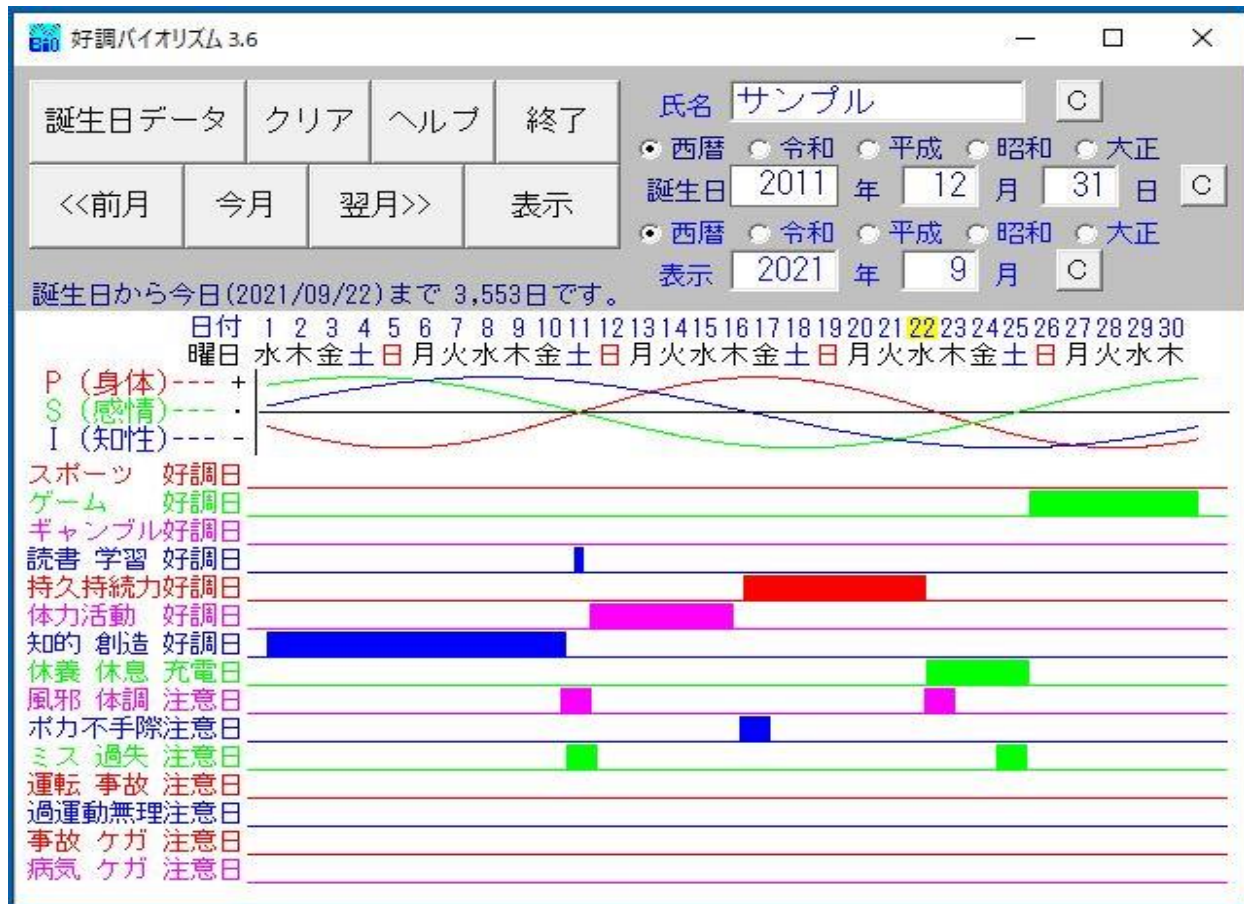 好調バイオリズム 3.6
誕生日データ クリア ヘルプ 終了
<<前月 今月 翌月>> 表示
氏名 サンプル C
西暦 令和 平成 昭和 大正
誕生日 2011 年 12 月 31 日 C
西暦 令和 平成 昭和 大正
表示 2021 年 9 月 C
誕生日から今日(2021/09/22)まで 3,553日です。
日付 1 2 3 4 5 6 7 8 9 10 11 12 13 14 15 16 17 18 19 20 21 22 23 24 25 26 27 28 29 30
曜日 水 木 金 土 日 月 火 水 木 金 土 日 月 火 水 木 金 土 日 月 火 水 木 金 土 日 月 火 水 木
P (身体)--- +
S (感情)--- ・
I (知性)--- -
スポーツ 好調日
ゲーム 好調日
ギャンブル好調日
読書 学習 好調日
持久持続力好調日
体力活動 好調日
知的 創造 好調日
休養 休息 充電日
風邪 体調 注意日
ポカ不手際注意日
ミス 過失 注意日
運転 事故 注意日
過運動無理注意日
事故 ケガ 注意日
病気 ケガ 注意日